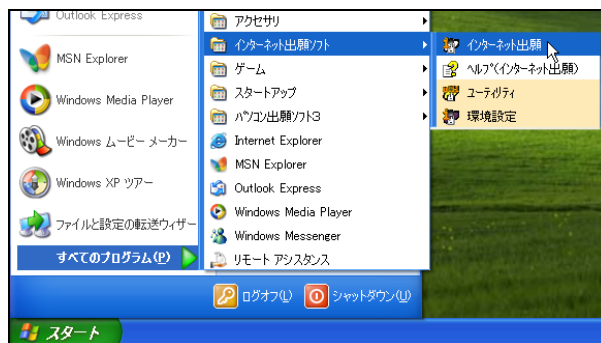 Outlook Express
MSN Explorer
Windows Media Player
Windows ムービー メーカー
Windows XP ツアー
ファイルと設定の転送ウィザー
すべてのプログラム(P)
アクセサリ
インターネット出願ソフト
ゲーム
スタートアップ
パソコン出願ソフト3
Internet Explorer
MSN Explorer
Outlook Express
Windows Media Player
Windows Messenger
リモート アシスタンス
インターネット出願
ヘルプ(インターネット出願)
ユーティリティ
環境設定
ログオフ(L)
シャットダウン(U)
スタート